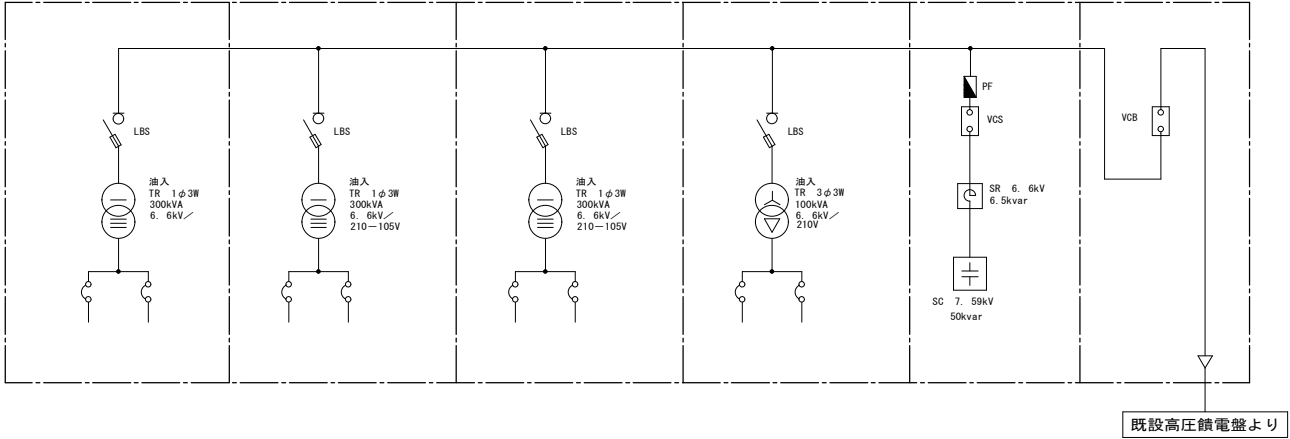 LBS
油入
TR 1φ3W
300kVA
6. 6kV／
LBS
油入
TR 1φ3W
300kVA
6. 6kV／
210－105V
LBS
油入
TR 1φ3W
300kVA
6. 6kV／
210－105V
LBS
油入
TR 3φ3W
100kVA
6. 6kV／
210V
PF
VCS
SR 6. 6kV
6.5kvar
SC 7. 59kV
50kvar
VCB
既設高圧饋電盤より